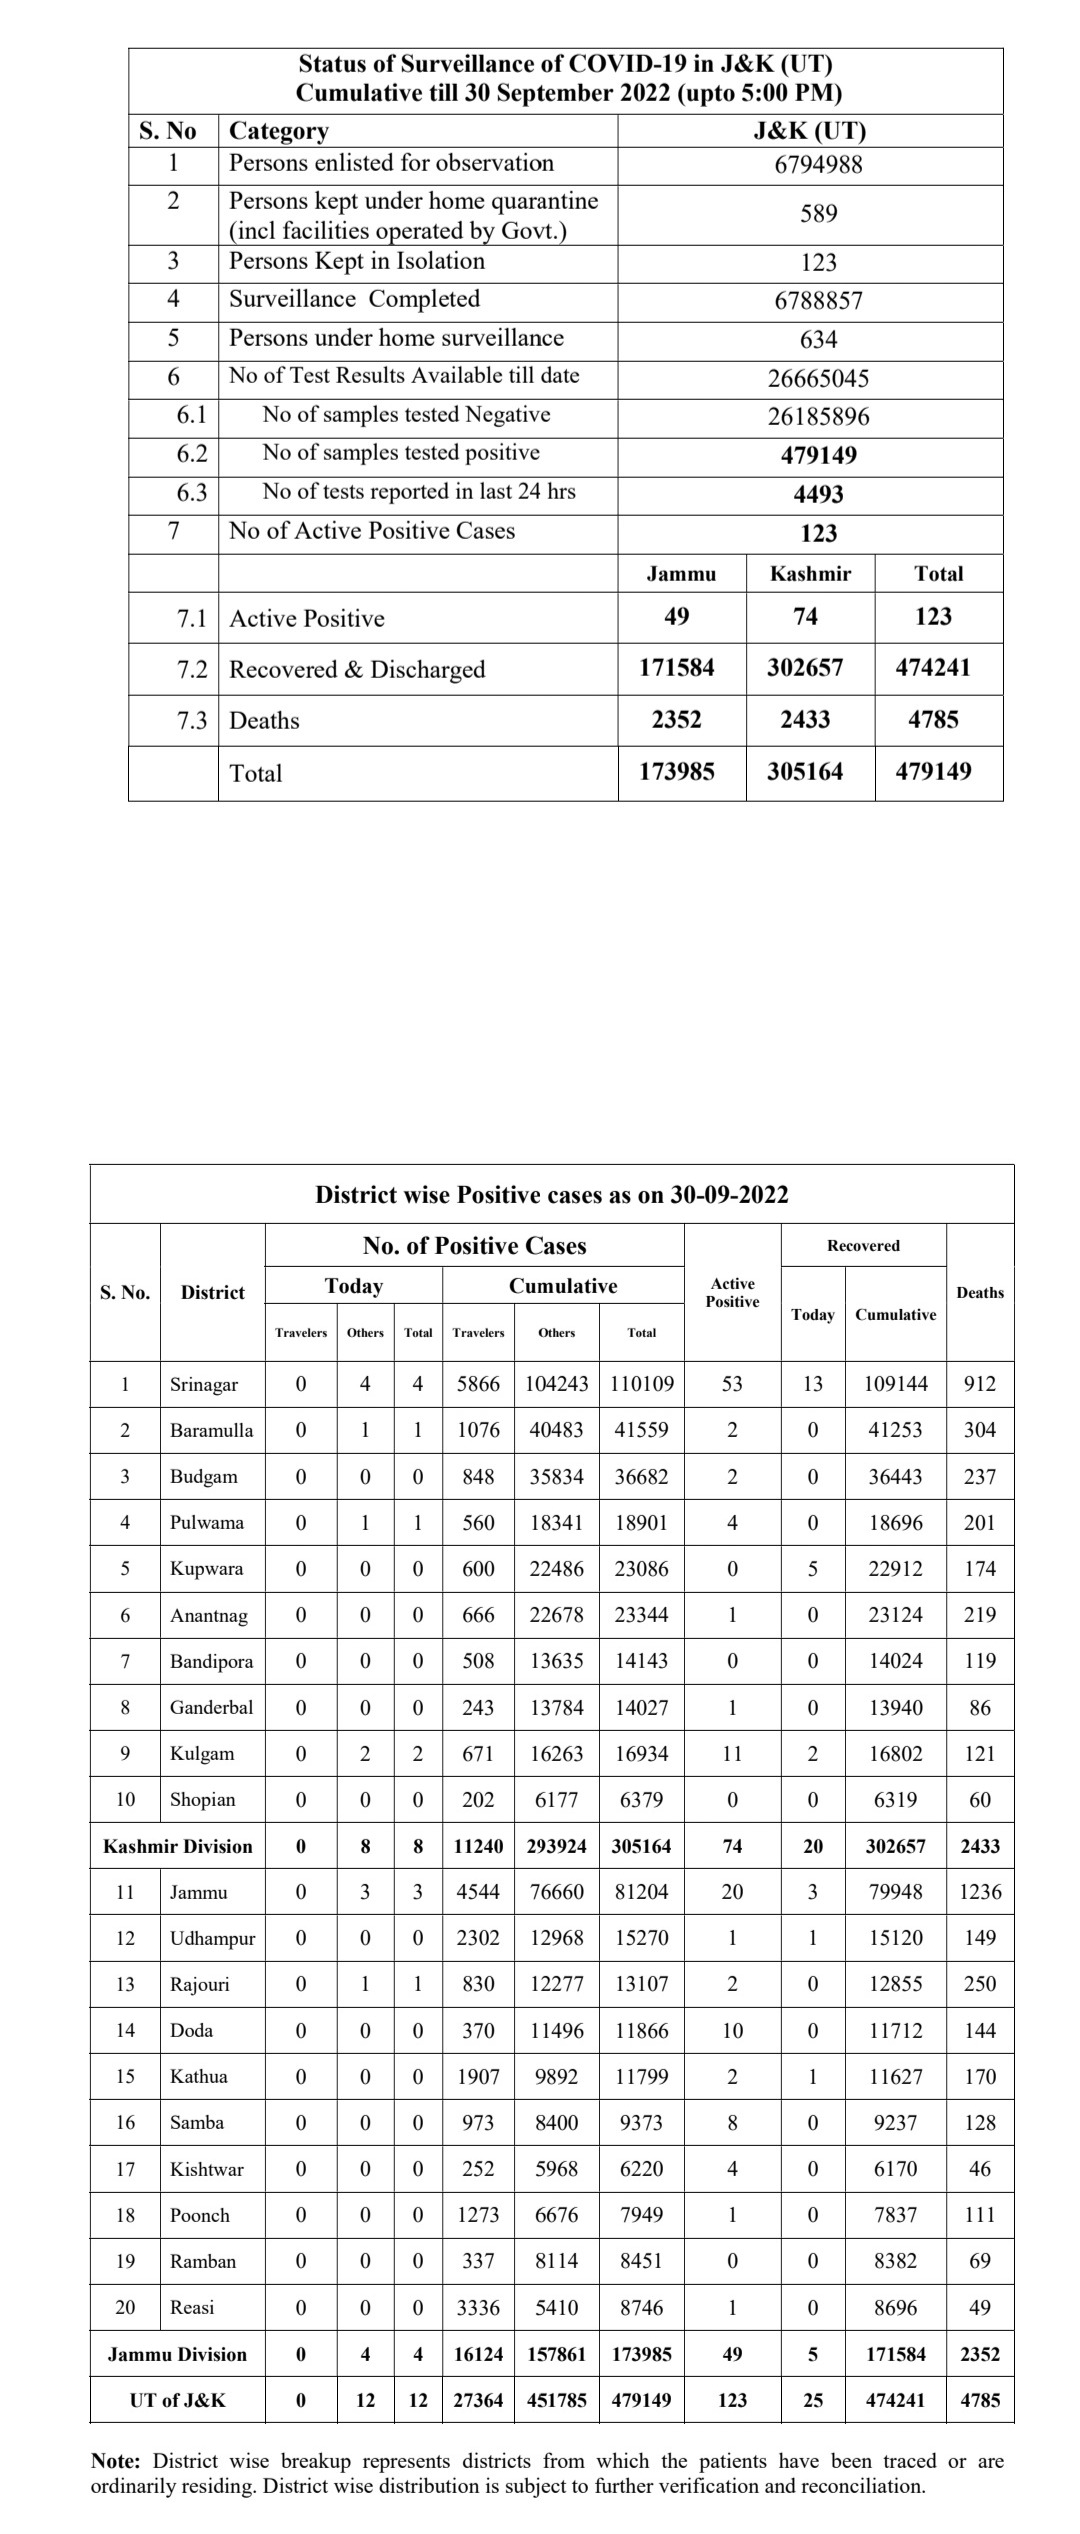 Status of Surveillance of COVID-19 in J&K (UT)
Cumulative till 30 September 2022 (upto 5:00 PM)
S. No Category J&K (UT)
1 Persons enlisted for observation 6794988
2 Persons kept under home quarantine
(incl facilities operated by Govt.) 589
3 Persons Kept in Isolation 123
4 Surveillance Completed 6788857
5 Persons under home surveillance 634
6 No of Test Results Available till date 26665045
6.1 No of samples tested Negative 26185896
6.2 No of samples tested positive 479149
6.3 No of tests reported in last 24 hrs 4493
7 No of Active Positive Cases 123
Jammu Kashmir Total
7.1 Active Positive 49 74 123
7.2 Recovered & Discharged 171584 302657 474241
7.3 Deaths 2352 2433 4785
Total 173985 305164 479149
District wise Positive cases as on 30-09-2022
S. No. District No. of Positive Cases Active Positive Recovered Deaths
Today Cumulative Today Cumulative
Travelers Others Total Travelers Others Total
1 Srinagar 0 4 4 5866 104243 110109 53 13 109144 912
2 Baramulla 0 1 1 1076 40483 41559 2 0 41253 304
3 Budgam 0 0 0 848 35834 36682 2 0 36443 237
4 Pulwama 0 1 1 560 18341 18901 4 0 18696 201
5 Kupwara 0 0 0 600 22486 23086 0 5 22912 174
6 Anantnag 0 0 0 666 22678 23344 1 0 23124 219
7 Bandipora 0 0 0 508 13635 14143 0 0 14024 119
8 Ganderbal 0 0 0 243 13784 14027 1 0 13940 86
9 Kulgam 0 2 2 671 16263 16934 11 2 16802 121
10 Shopian 0 0 0 202 6177 6379 0 0 6319 60
Kashmir Division 0 8 8 11240 293924 305164 74 20 302657 2433
11 Jammu 0 3 3 4544 76660 81204 20 3 79948 1236
12 Udhampur 0 0 0 2302 12968 15270 1 1 15120 149
13 Rajouri 0 1 1 830 12277 13107 2 0 12855 250
14 Doda 0 0 0 370 11496 11866 10 0 11712 144
15 Kathua 0 0 0 1907 9892 11799 2 1 11627 170
16 Samba 0 0 0 973 8400 9373 8 0 9237 128
17 Kishtwar 0 0 0 252 5968 6220 4 0 6170 46
18 Poonch 0 0 0 1273 6676 7949 1 0 7837 111
19 Ramban 0 0 0 337 8114 8451 0 0 8382 69
20 Reasi 0 0 0 3336 5410 8746 1 0 8696 49
Jammu Division 0 4 4 16124 157861 173985 49 5 171584 2352
UT of J&K 0 12 12 27364 451785 479149 123 25 474241 4785
Note: District wise breakup represents districts from which the patients have been traced or are
ordinarily residing. District wise distribution is subject to further verification and reconciliation.